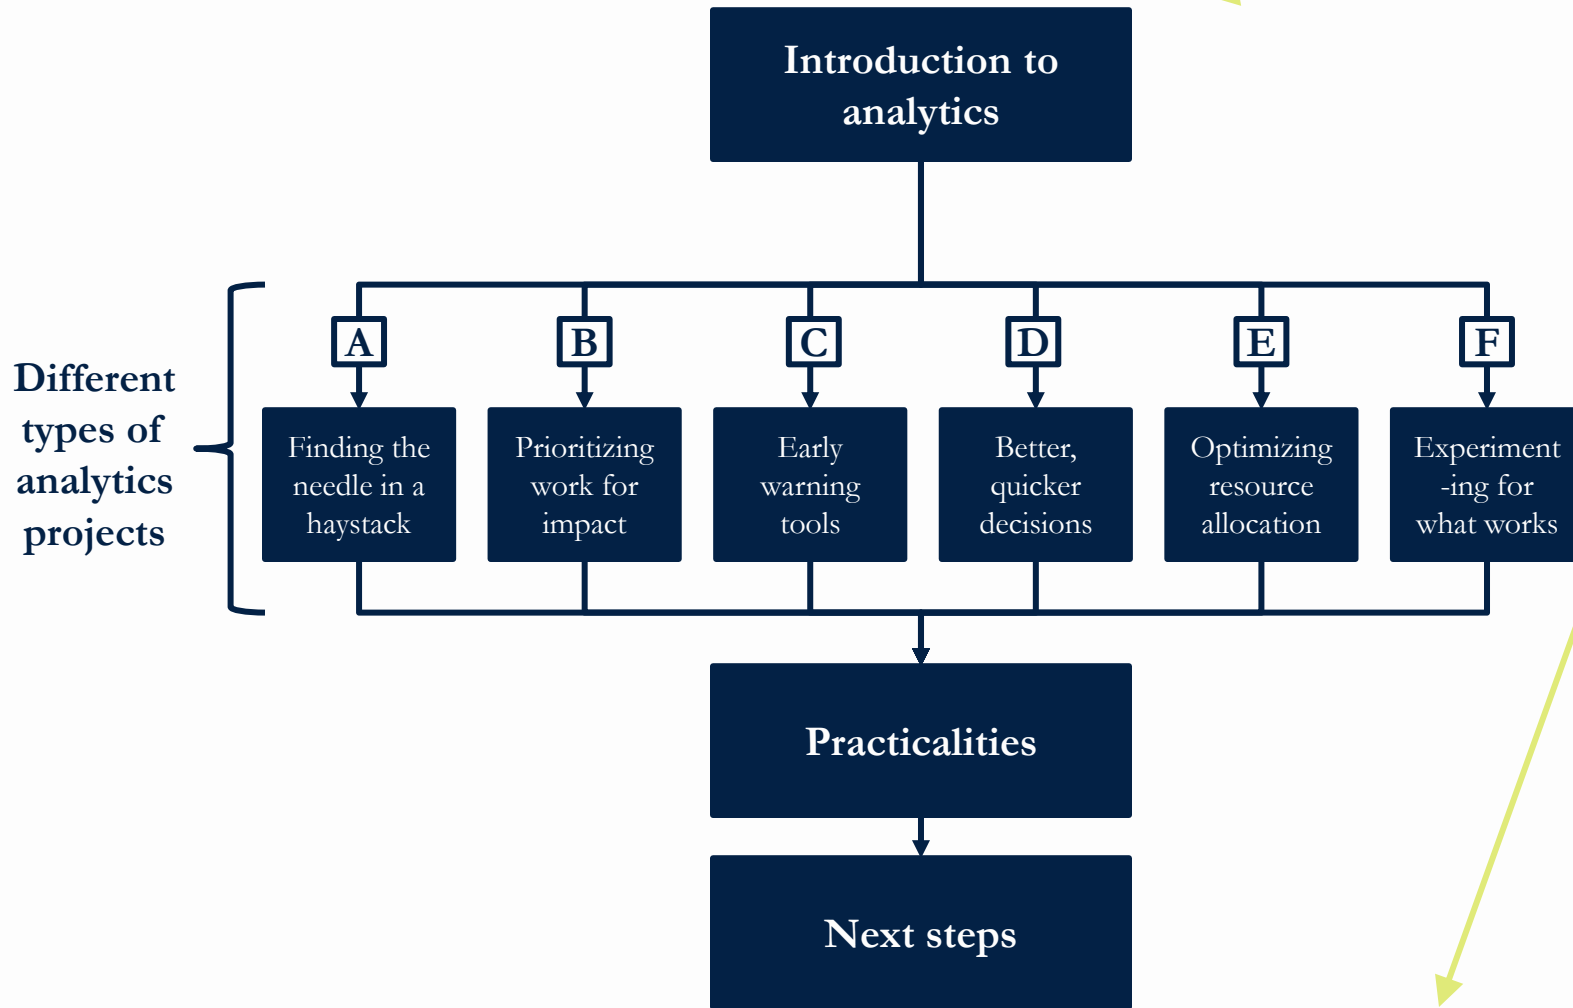 Introduction to
analytics
Different
types of
analytics
projects
A
B
C
D
E
F
Finding the
needle in a
haystack
Prioritizing
work for
impact
Early
warning
tools
Better,
quicker
decisions
Optimizing
resource
allocation
Experiment
-ing for
what works
Practicalities
Next steps